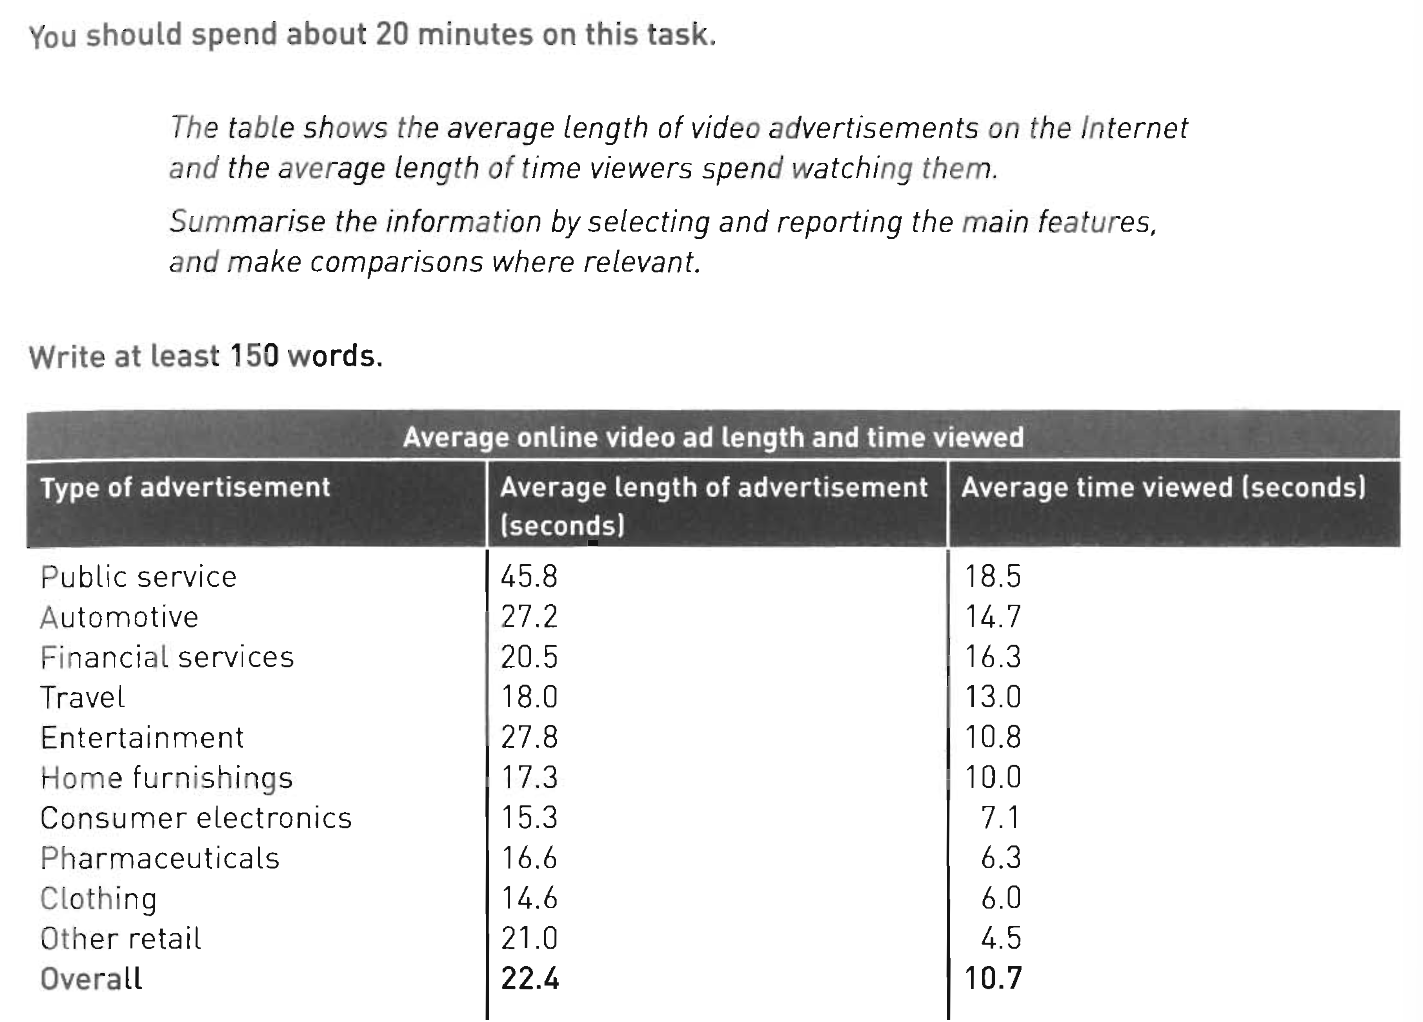 You should spend about 20 minutes on this task.
The table shows the average length of video advertisements on the Internet
and the average length of time viewers spend watching them.
Summarise the information by selecting and reporting the main features,
and make comparisons where relevant.
Write at least 150 words.
Average online video ad length and time viewed
Type of advertisement Average length of advertisement (seconds) Average time viewed (seconds)
Public service 45.8 18.5
Automotive 27.2 14.7
Financial services 20.5 16.3
Travel 18.0 13.0
Entertainment 27.8 10.8
Home furnishings 17.3 10.0
Consumer electronics 15.3 7.1
Pharmaceuticals 16.6 6.3
Clothing 14.6 6.0
Other retail 21.0 4.5
Overall 22.4 10.7